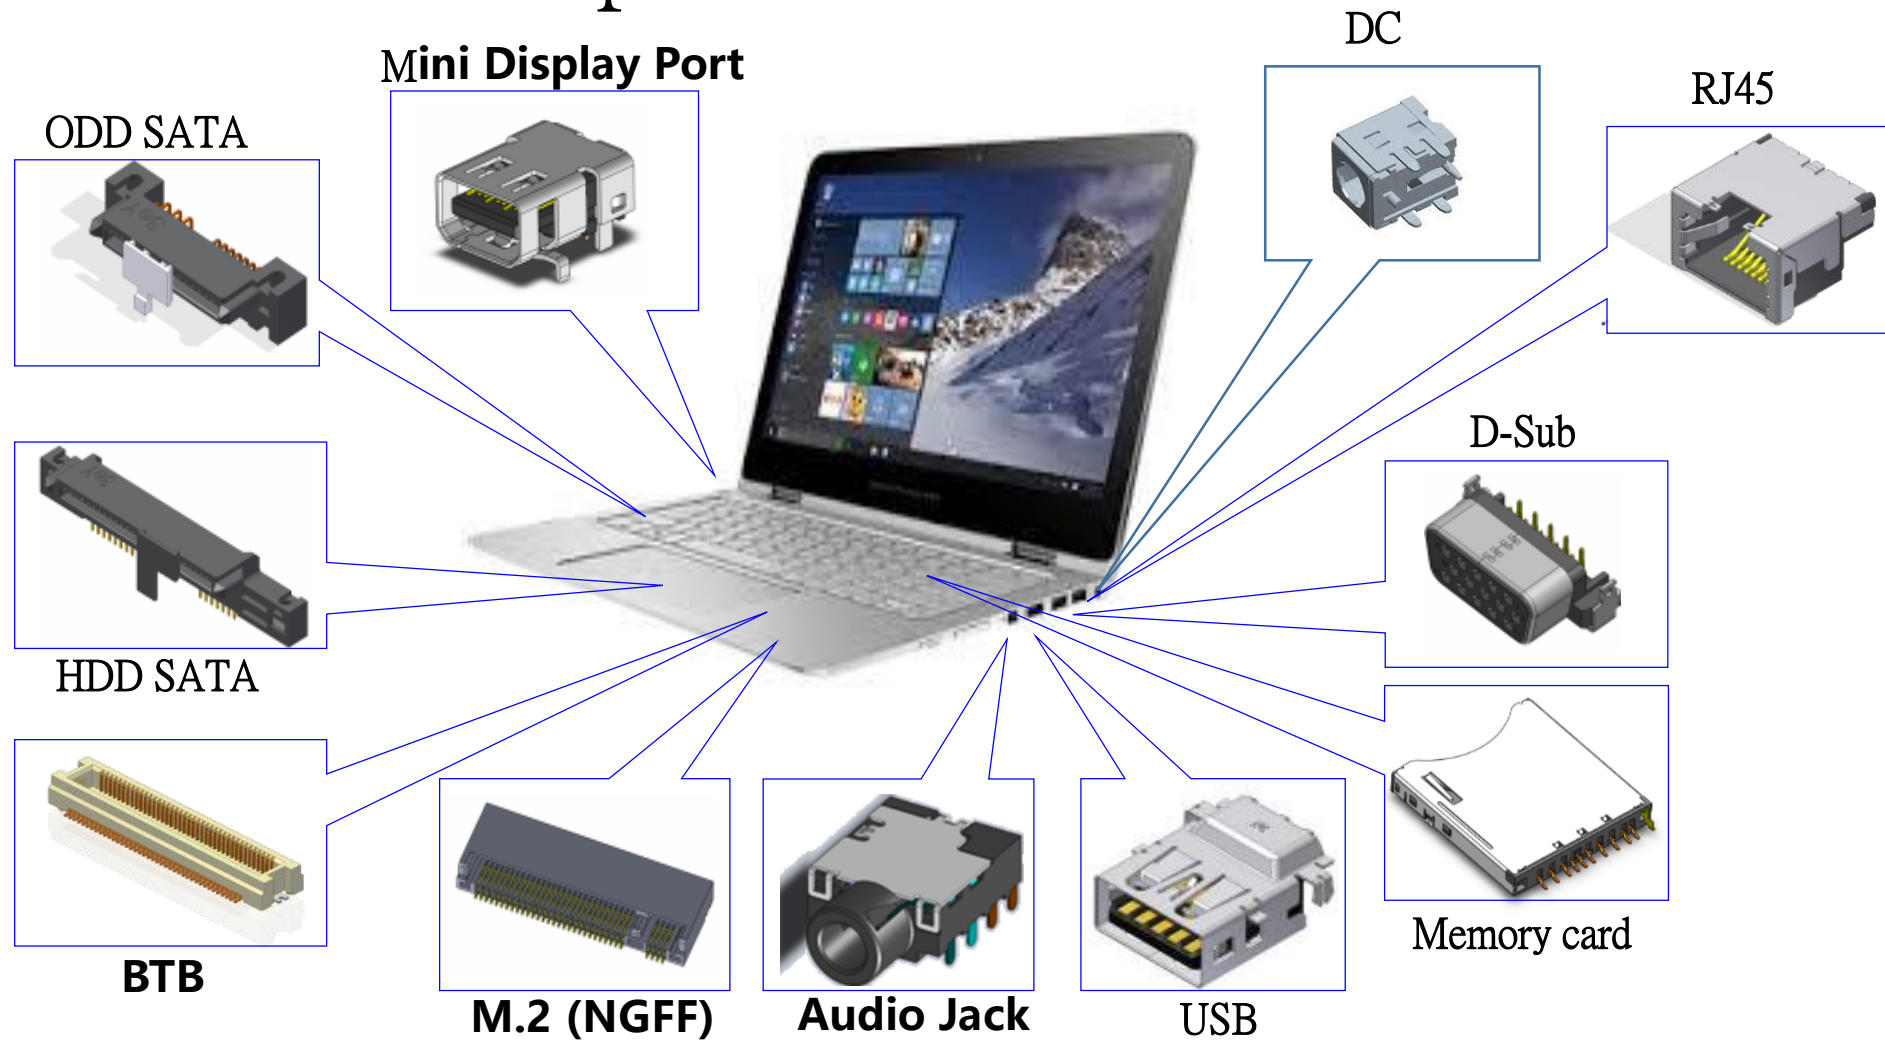 DC
Mini Display Port
RJ45
ODD SATA
D-Sub
HDD SATA
Memory card
BTB
M.2 (NGFF)
Audio Jack
USB